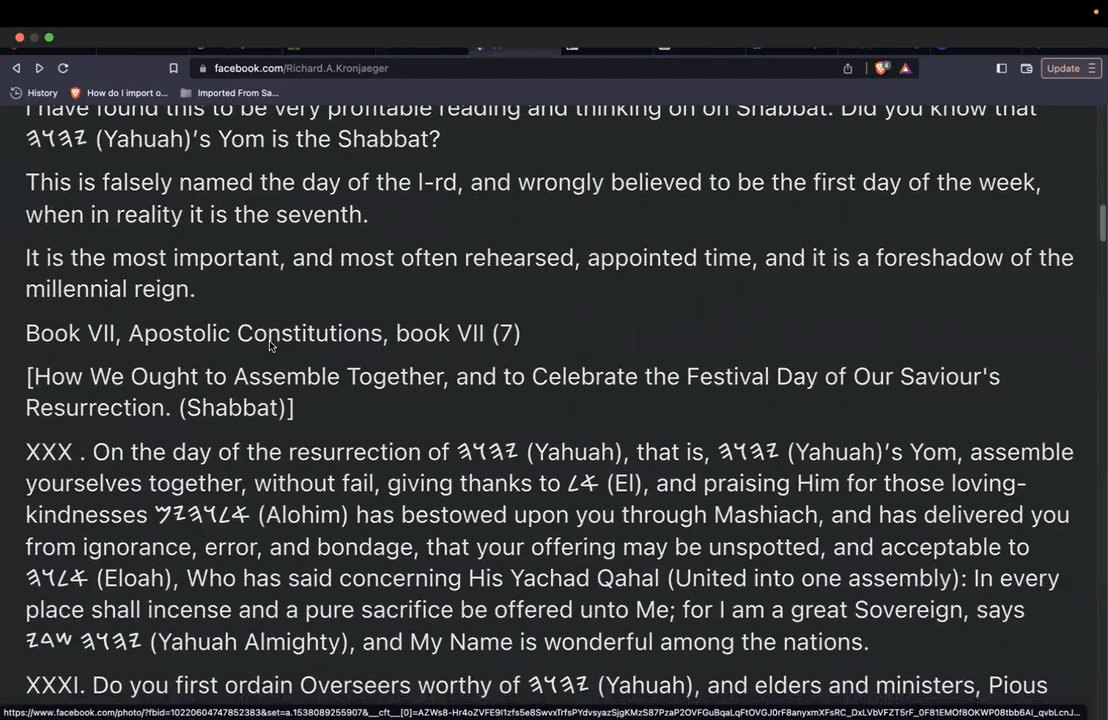 facebook.com/Richard.A.Kronjaeger
Update
History
How do I import o...
Imported From Sa...
I have found this to be very profitable reading and thinking on on Shabbat. Did you know that
𐤉𐤄𐤅𐤄 (Yahuah)’s Yom is the Shabbat?
This is falsely named the day of the l-rd, and wrongly believed to be the first day of the week,
when in reality it is the seventh.
It is the most important, and most often rehearsed, appointed time, and it is a foreshadow of the
millennial reign.
Book VII, Apostolic Constitutions, book VII (7)
[How We Ought to Assemble Together, and to Celebrate the Festival Day of Our Saviour's
Resurrection. (Shabbat)]
XXX . On the day of the resurrection of 𐤉𐤄𐤅𐤄 (Yahuah), that is, 𐤉𐤄𐤅𐤄 (Yahuah)’s Yom, assemble
yourselves together, without fail, giving thanks to 𐤀𐤋 (El), and praising Him for those loving-
kindnesses 𐤀𐤋𐤅𐤄𐤉𐤌 (Alohim) has bestowed upon you through Mashiach, and has delivered you
from ignorance, error, and bondage, that your offering may be unspotted, and acceptable to
𐤀𐤋𐤅𐤄 (Eloah), Who has said concerning His Yachad Qahal (United into one assembly): In every
place shall incense and a pure sacrifice be offered unto Me; for I am a great Sovereign, says
𐤉𐤄𐤅𐤄 𐤔𐤃𐤉 (Yahuah Almighty), and My Name is wonderful among the nations.
XXXI. Do you first ordain Overseers worthy of 𐤉𐤄𐤅𐤄 (Yahuah), and elders and ministers, Pious